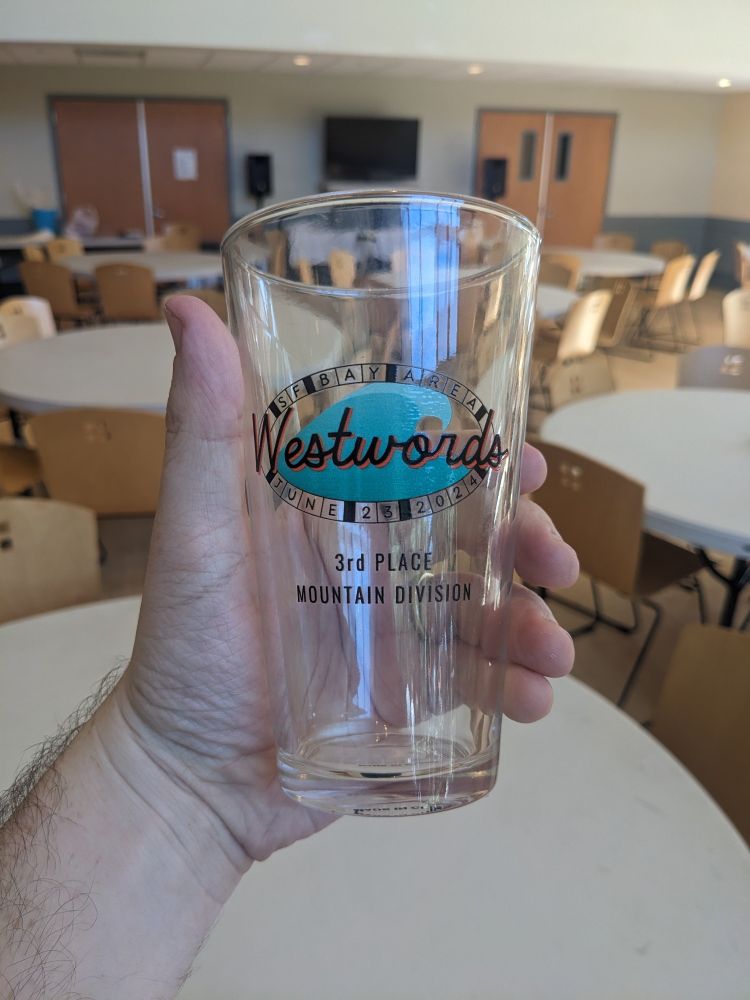 SF BAY AREA
Westwords
JUNE 23 2024
3rd PLACE
MOUNTAIN DIVISION